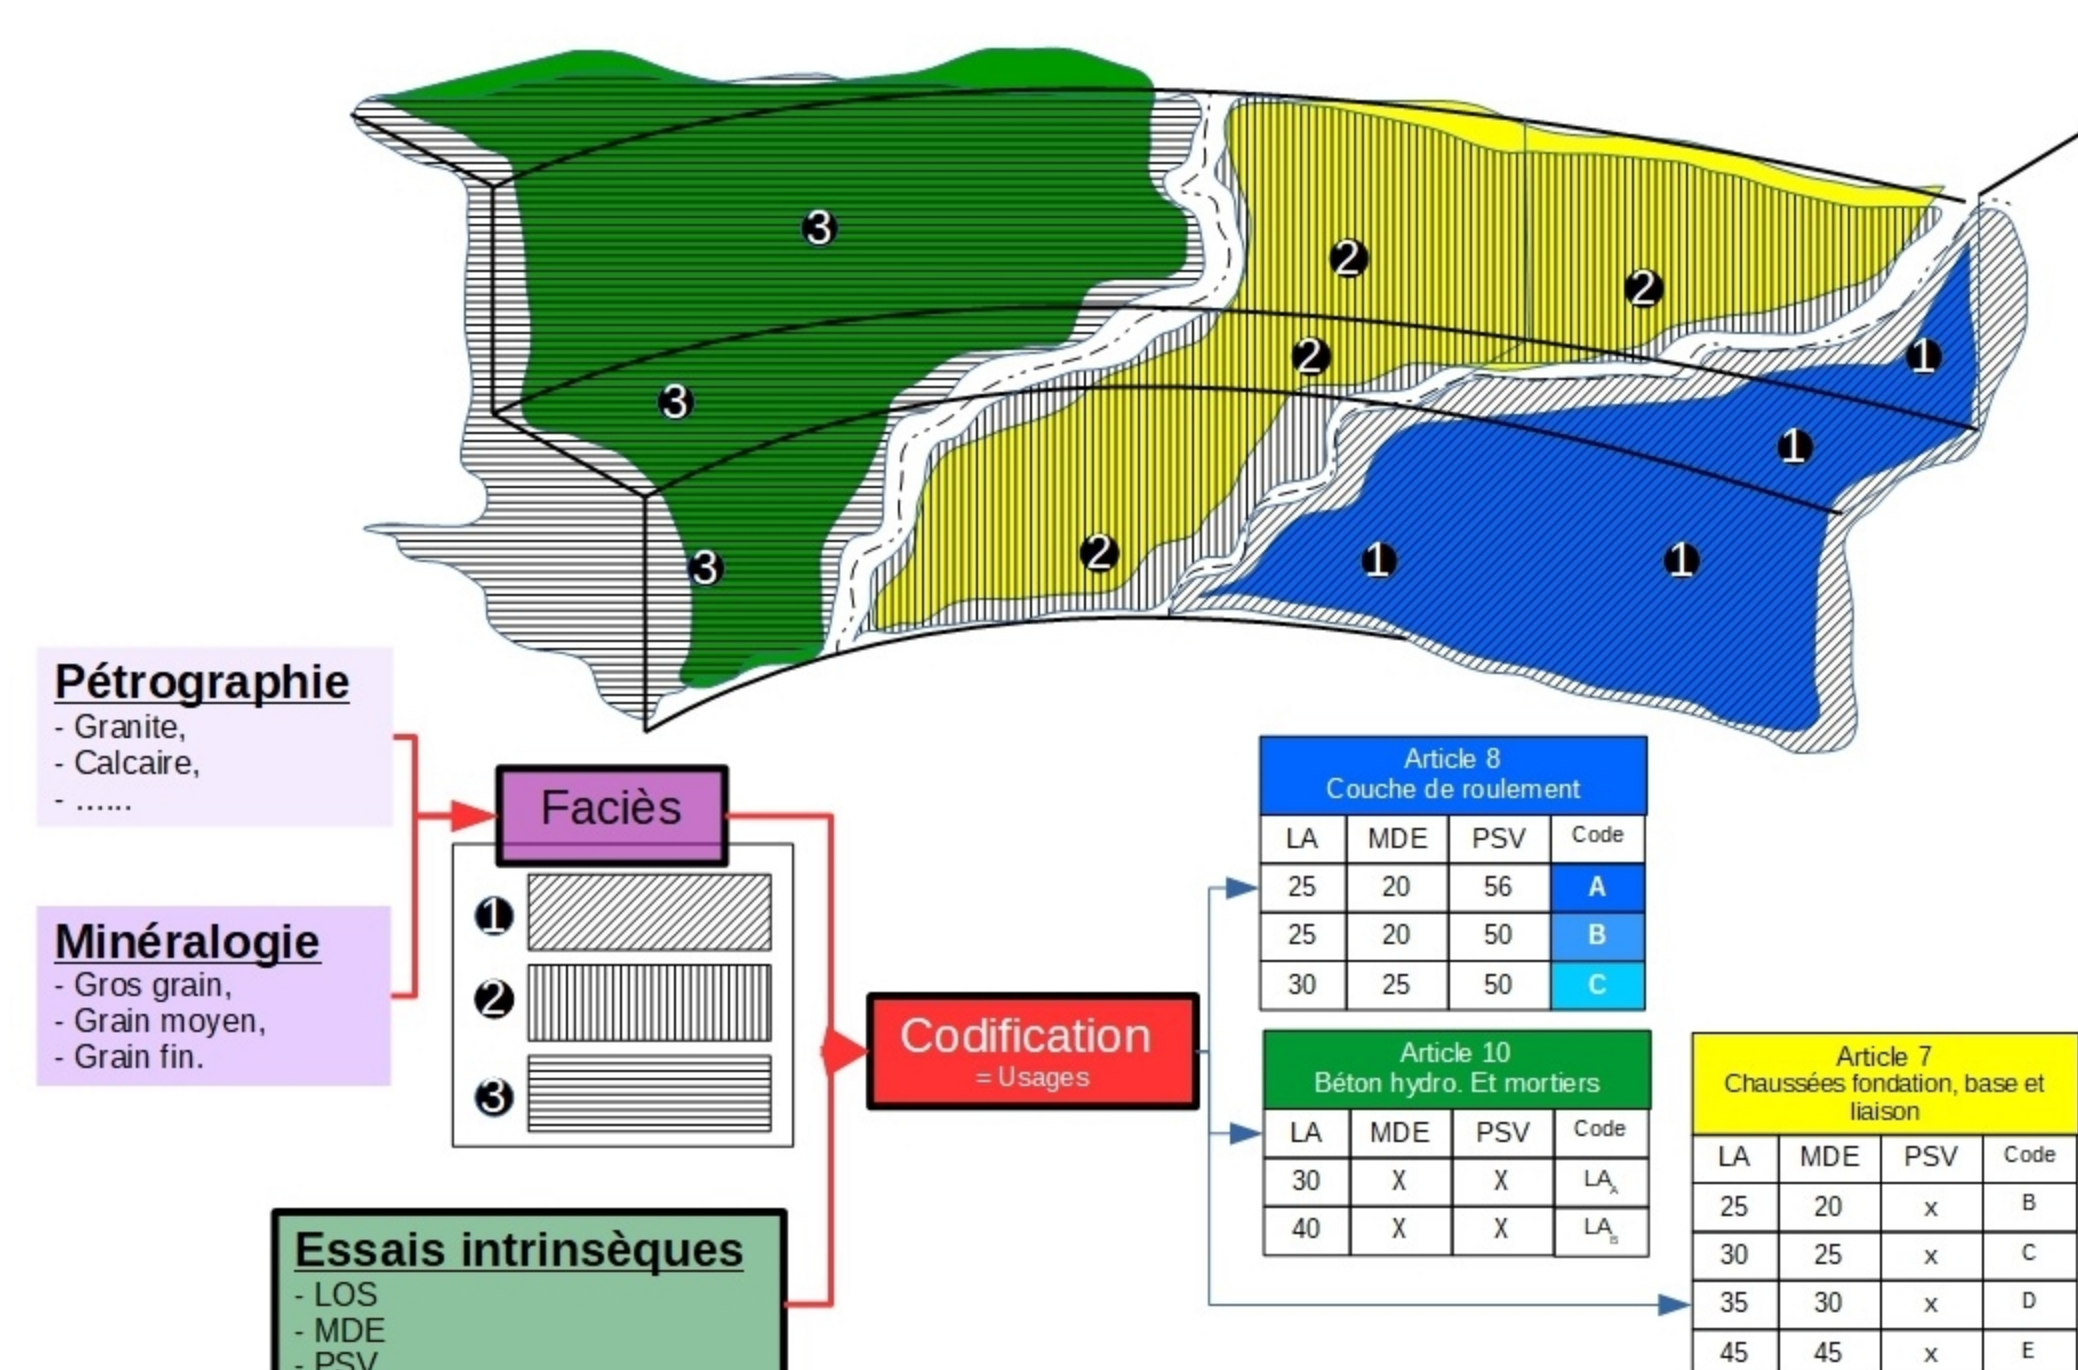 3
2
2
3
2
1
1
3
2
1
1
Pétrographie
- Granite,
- Calcaire,
- ......
Minéralogie
- Gros grain,
- Grain moyen,
- Grain fin.
Faciès
1
2
3
Essais intrinsèques
- LOS
- MDE
- PSV
Codification
= Usages
Article 8
Couche de roulement
LA MDE PSV Code
25 20 56 A
25 20 50 B
30 25 50 C
Article 10
Béton hydro. Et mortiers
LA MDE PSV Code
30 X X LA A
40 X X LA B
Article 7
Chaussées fondation, base et
liaison
LA MDE PSV Code
25 20 x B
30 25 x C
35 30 x D
45 45 x E